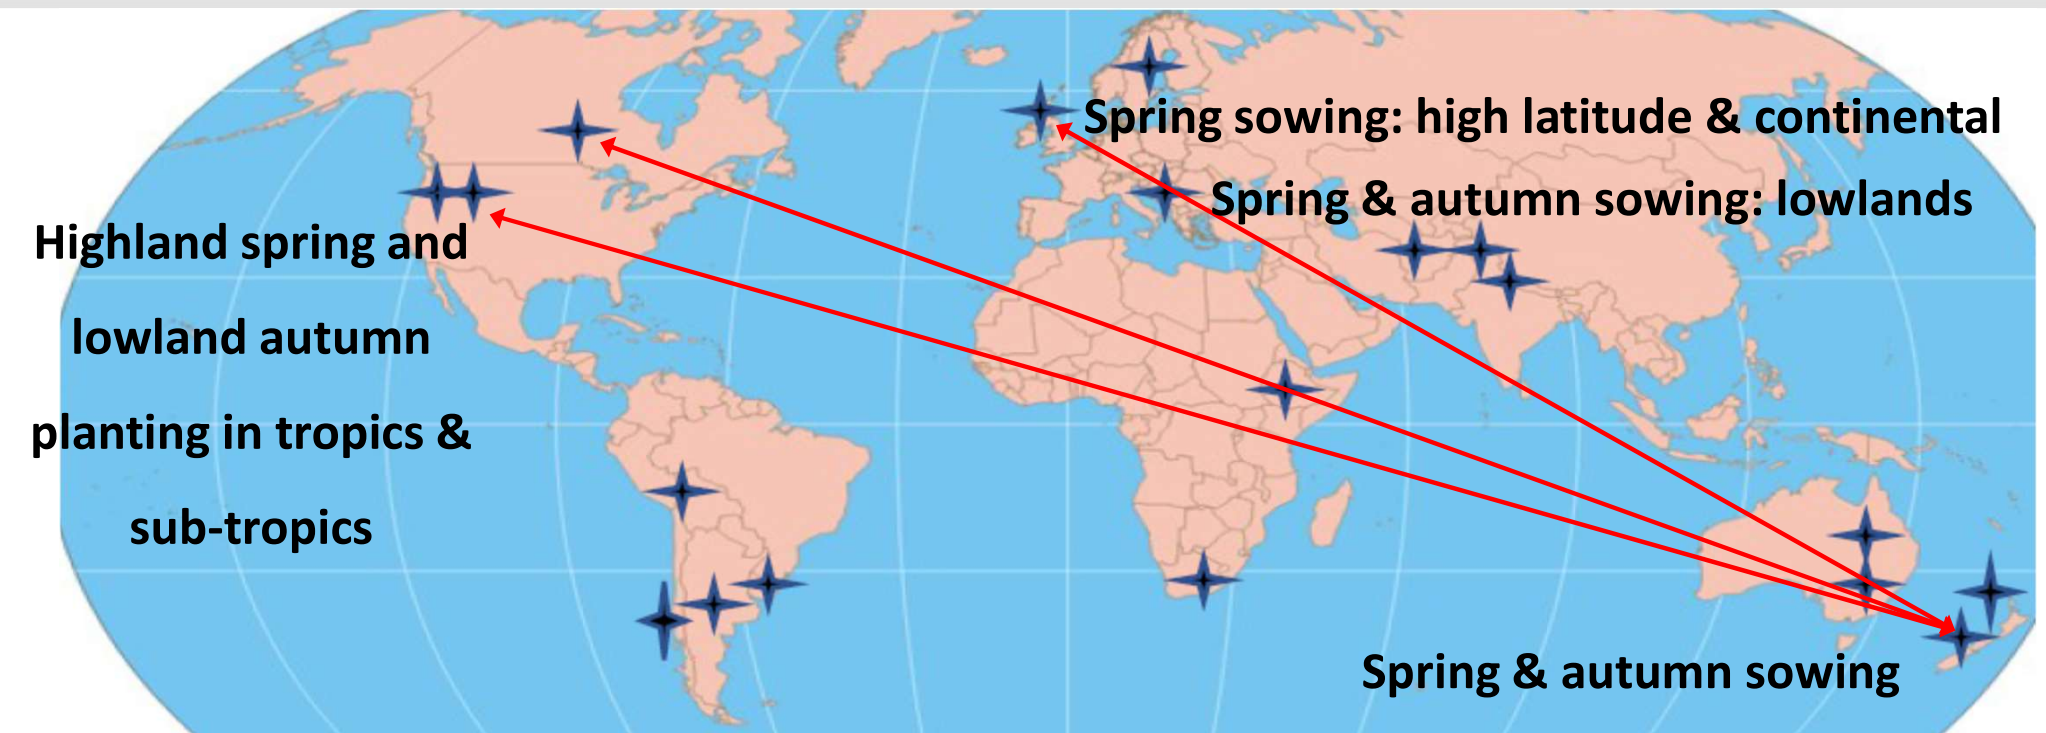 Spring sowing: high latitude & continental
Spring & autumn sowing: lowlands
Highland spring and
lowland autumn
planting in tropics &
sub-tropics
Spring & autumn sowing